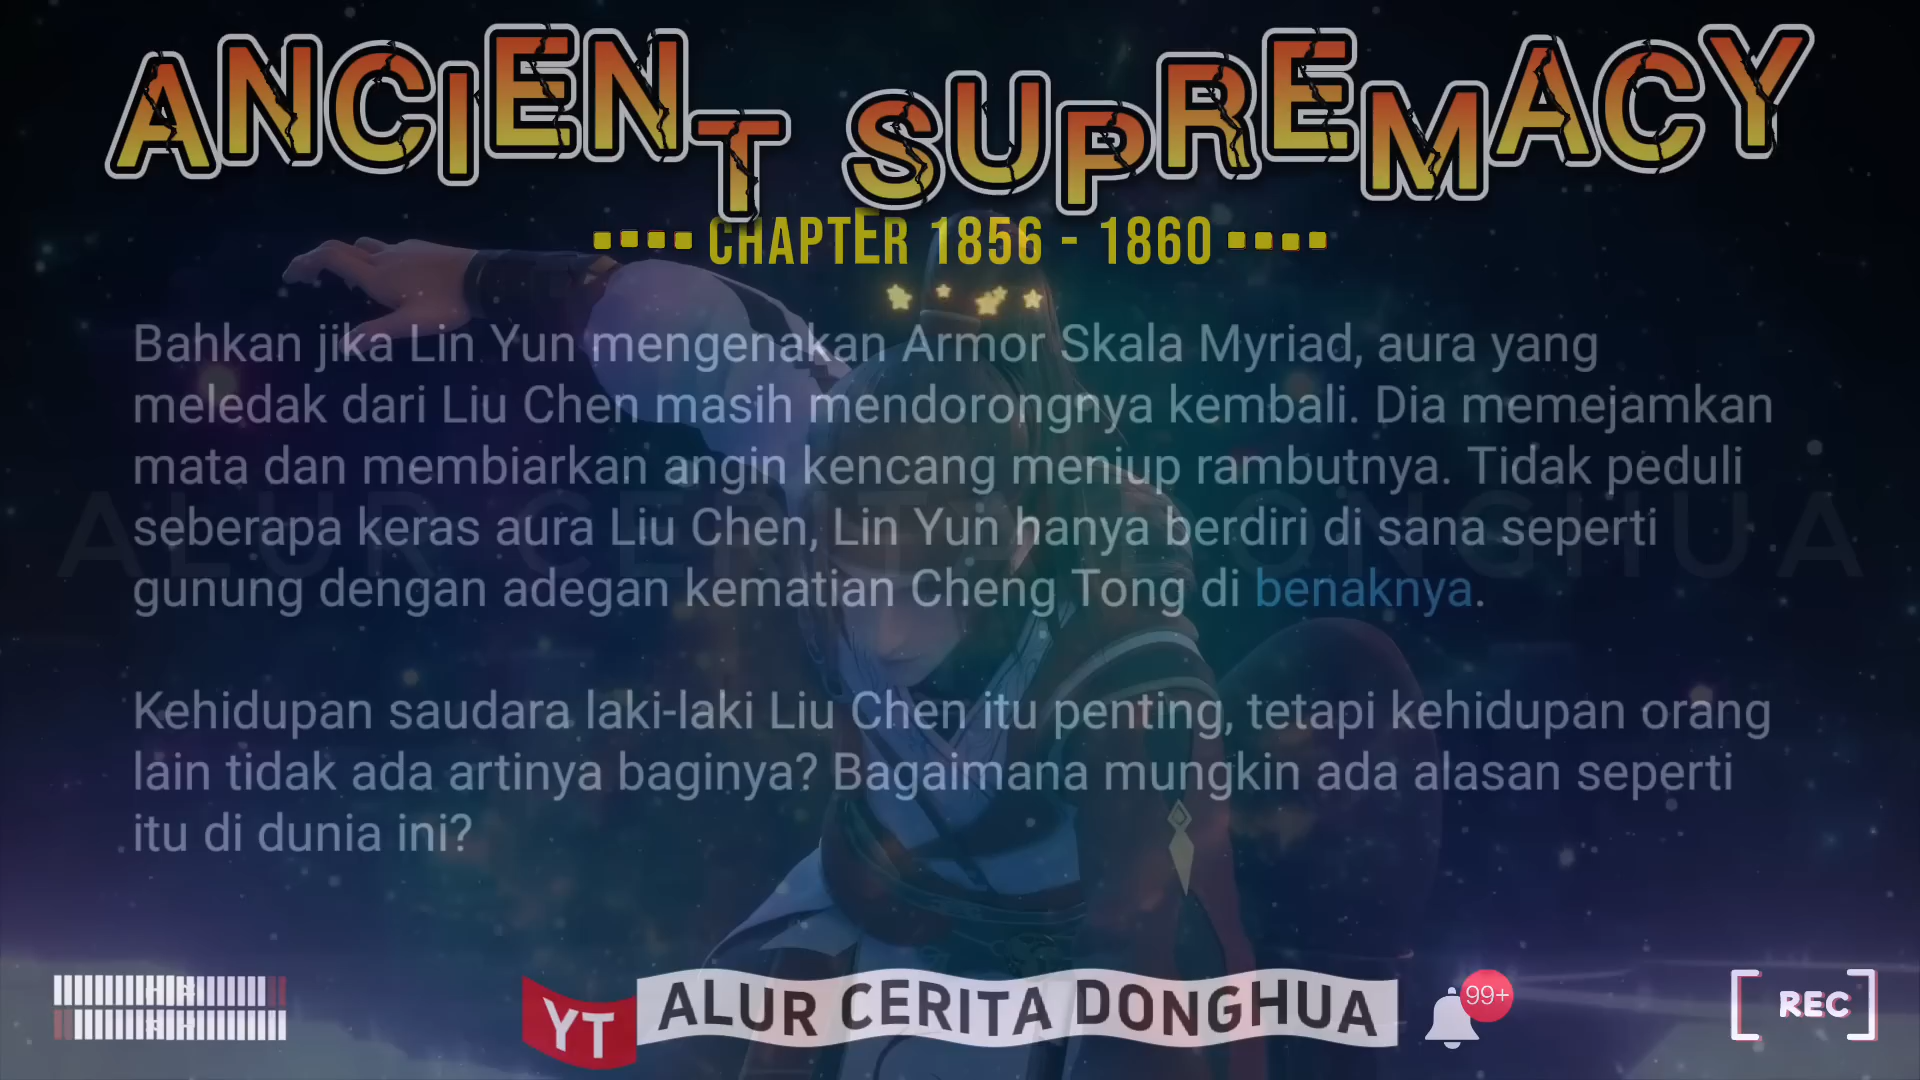 ANCIENT SUPREMACY
CHAPTER 1856 - 1860
Bahkan jika Lin Yun mengenakan Armor Skala Myriad, aura yang
meledak dari Liu Chen masih mendorongnya kembali. Dia memejamkan
mata dan membiarkan angin kencang meniup rambutnya. Tidak peduli
seberapa keras aura Liu Chen, Lin Yun hanya berdiri di sana seperti
gunung dengan adegan kematian Cheng Tong di benaknya.
ALUR CERITA DONGHUA
Kehidupan saudara laki-laki Liu Chen itu penting, tetapi kehidupan orang
lain tidak ada artinya baginya? Bagaimana mungkin ada alasan seperti
itu di dunia ini?
YT ALUR CERITA DONGHUA
99+
REC